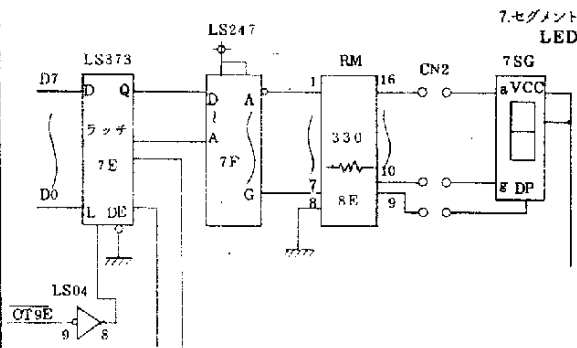 7.セグメント
LED
LS247
LS373
RM
CN2
7SG
D7
D Q
D A
1
16
a VCC
ラッチ
7E
A
7F
330
10
D0
G
7
8
8E
9
g DP
L DE
LS04
OT9E
9
8